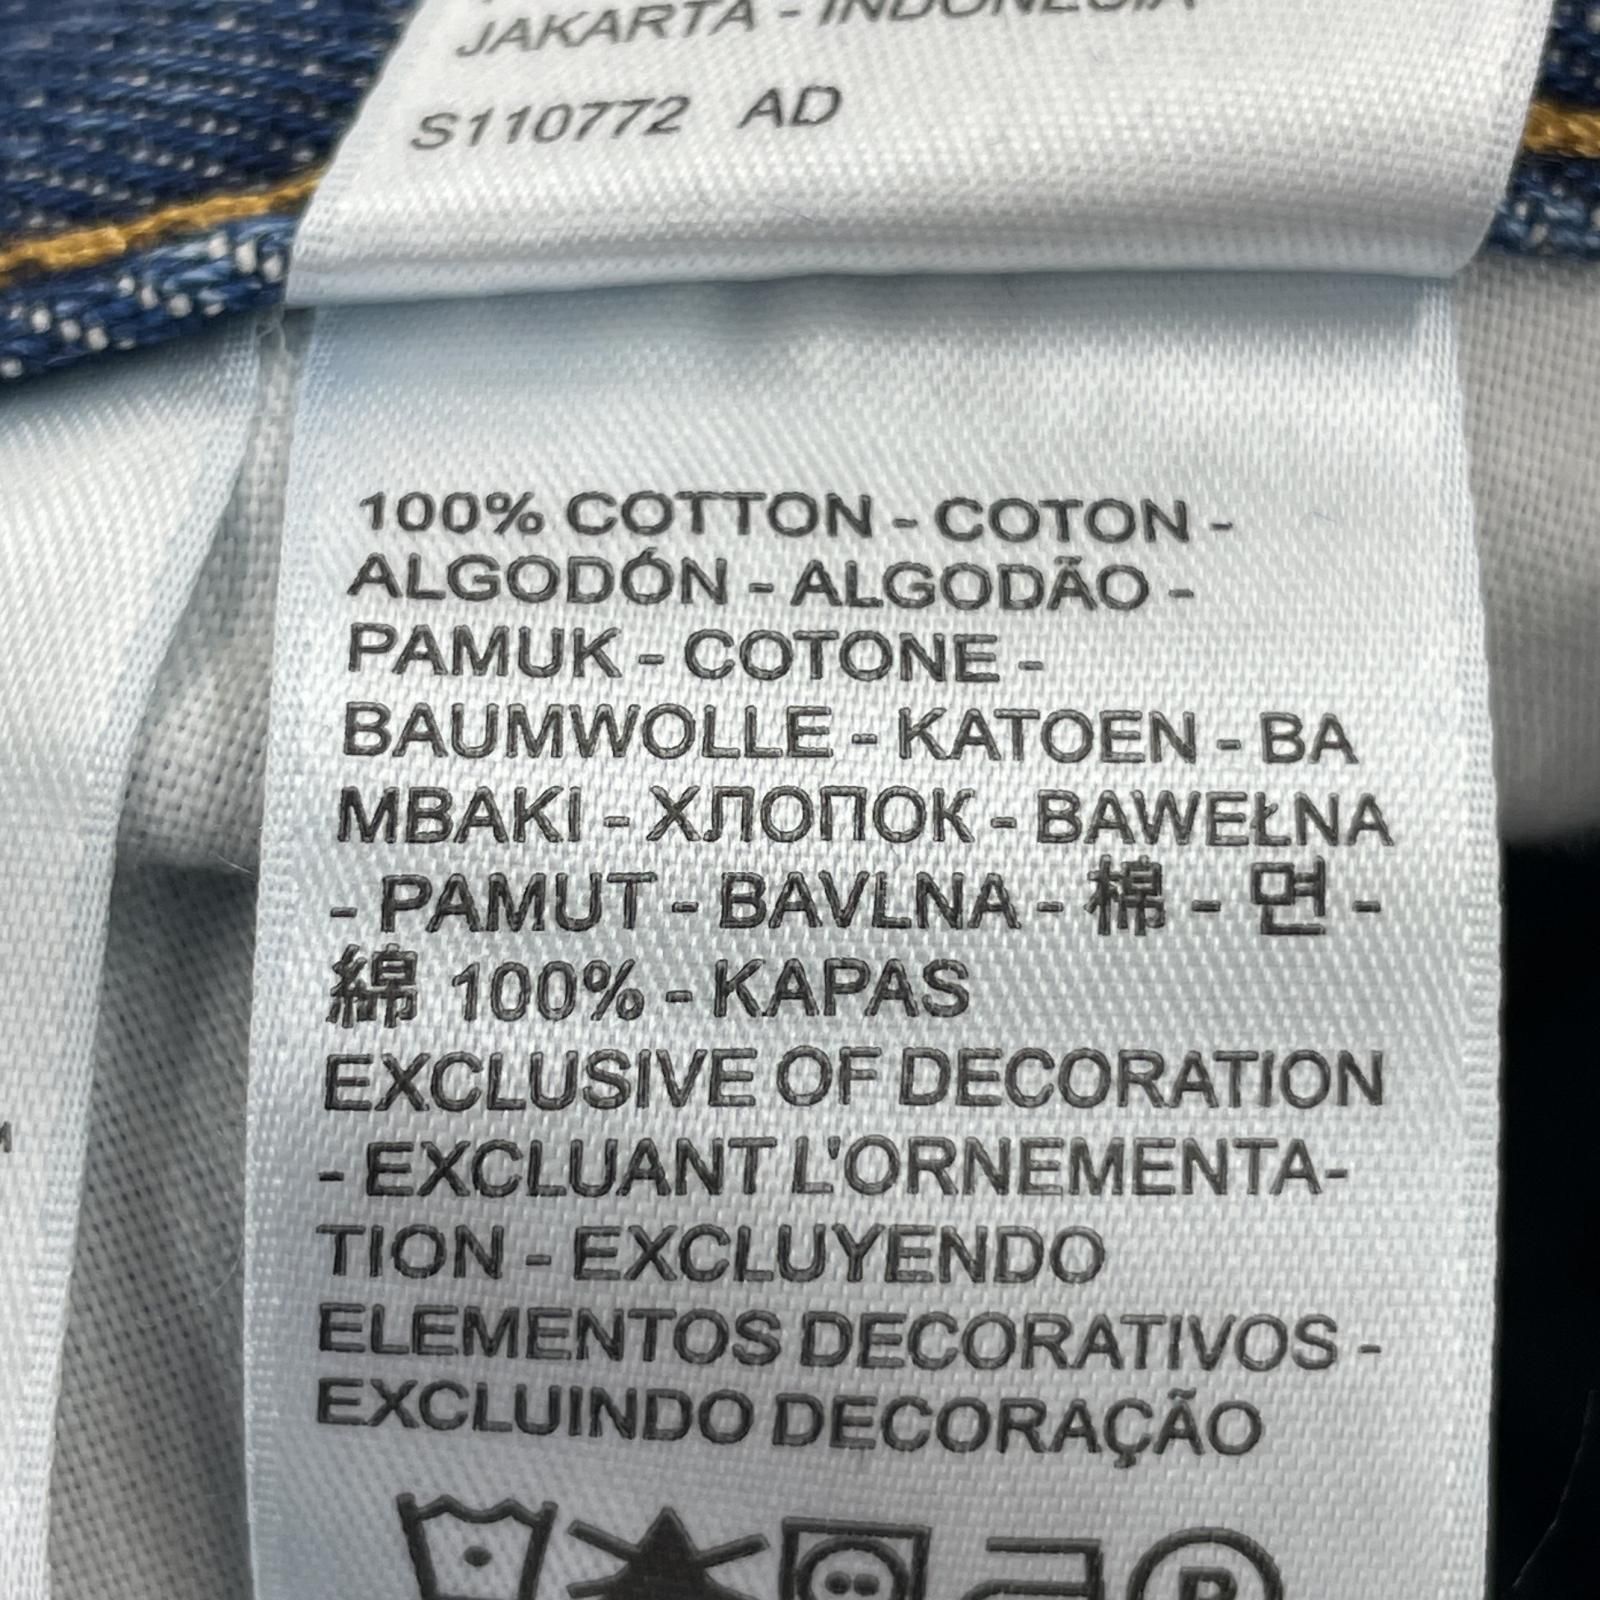 JAKARTA - INDONESIA
S110772 AD
100% COTTON - COTON -
ALGODÓN - ALGODÃO -
PAMUK - COTONE -
BAUMWOLLE - KATOEN - BA
MBAKI - ХЛОПОК - BAWEŁNA
- PAMUT - BAVLNA - 棉 - 면 -
綿 100% - KAPAS
EXCLUSIVE OF DECORATION
- EXCLUANT L'ORNEMENTA-
TION - EXCLUYENDO
ELEMENTOS DECORATIVOS -
EXCLUINDO DECORAÇÃO
P